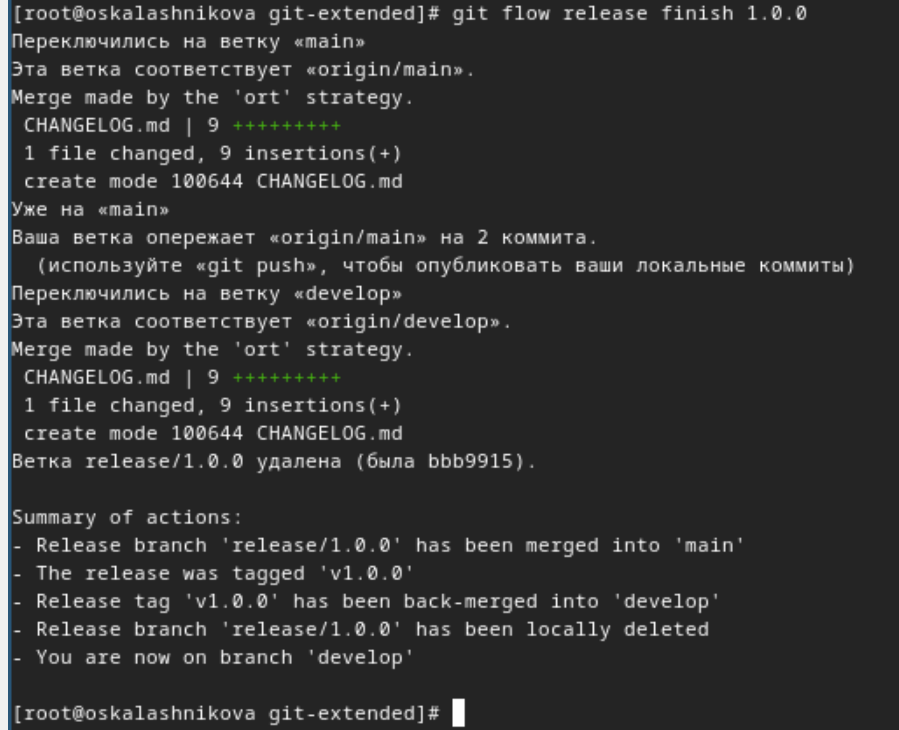 [root@oskalashnikova git-extended]# git flow release finish 1.0.0
Переключились на ветку «main»
Эта ветка соответствует «origin/main».
Merge made by the 'ort' strategy.
 CHANGELOG.md | 9 +++++++++
 1 file changed, 9 insertions(+)
 create mode 100644 CHANGELOG.md
Уже на «main»
Ваша ветка опережает «origin/main» на 2 коммита.
  (используйте «git push», чтобы опубликовать ваши локальные коммиты)
Переключились на ветку «develop»
Эта ветка соответствует «origin/develop».
Merge made by the 'ort' strategy.
 CHANGELOG.md | 9 +++++++++
 1 file changed, 9 insertions(+)
 create mode 100644 CHANGELOG.md
Ветка release/1.0.0 удалена (была bbb9915).

Summary of actions:
- Release branch 'release/1.0.0' has been merged into 'main'
- The release was tagged 'v1.0.0'
- Release tag 'v1.0.0' has been back-merged into 'develop'
- Release branch 'release/1.0.0' has been locally deleted
- You are now on branch 'develop'

[root@oskalashnikova git-extended]#